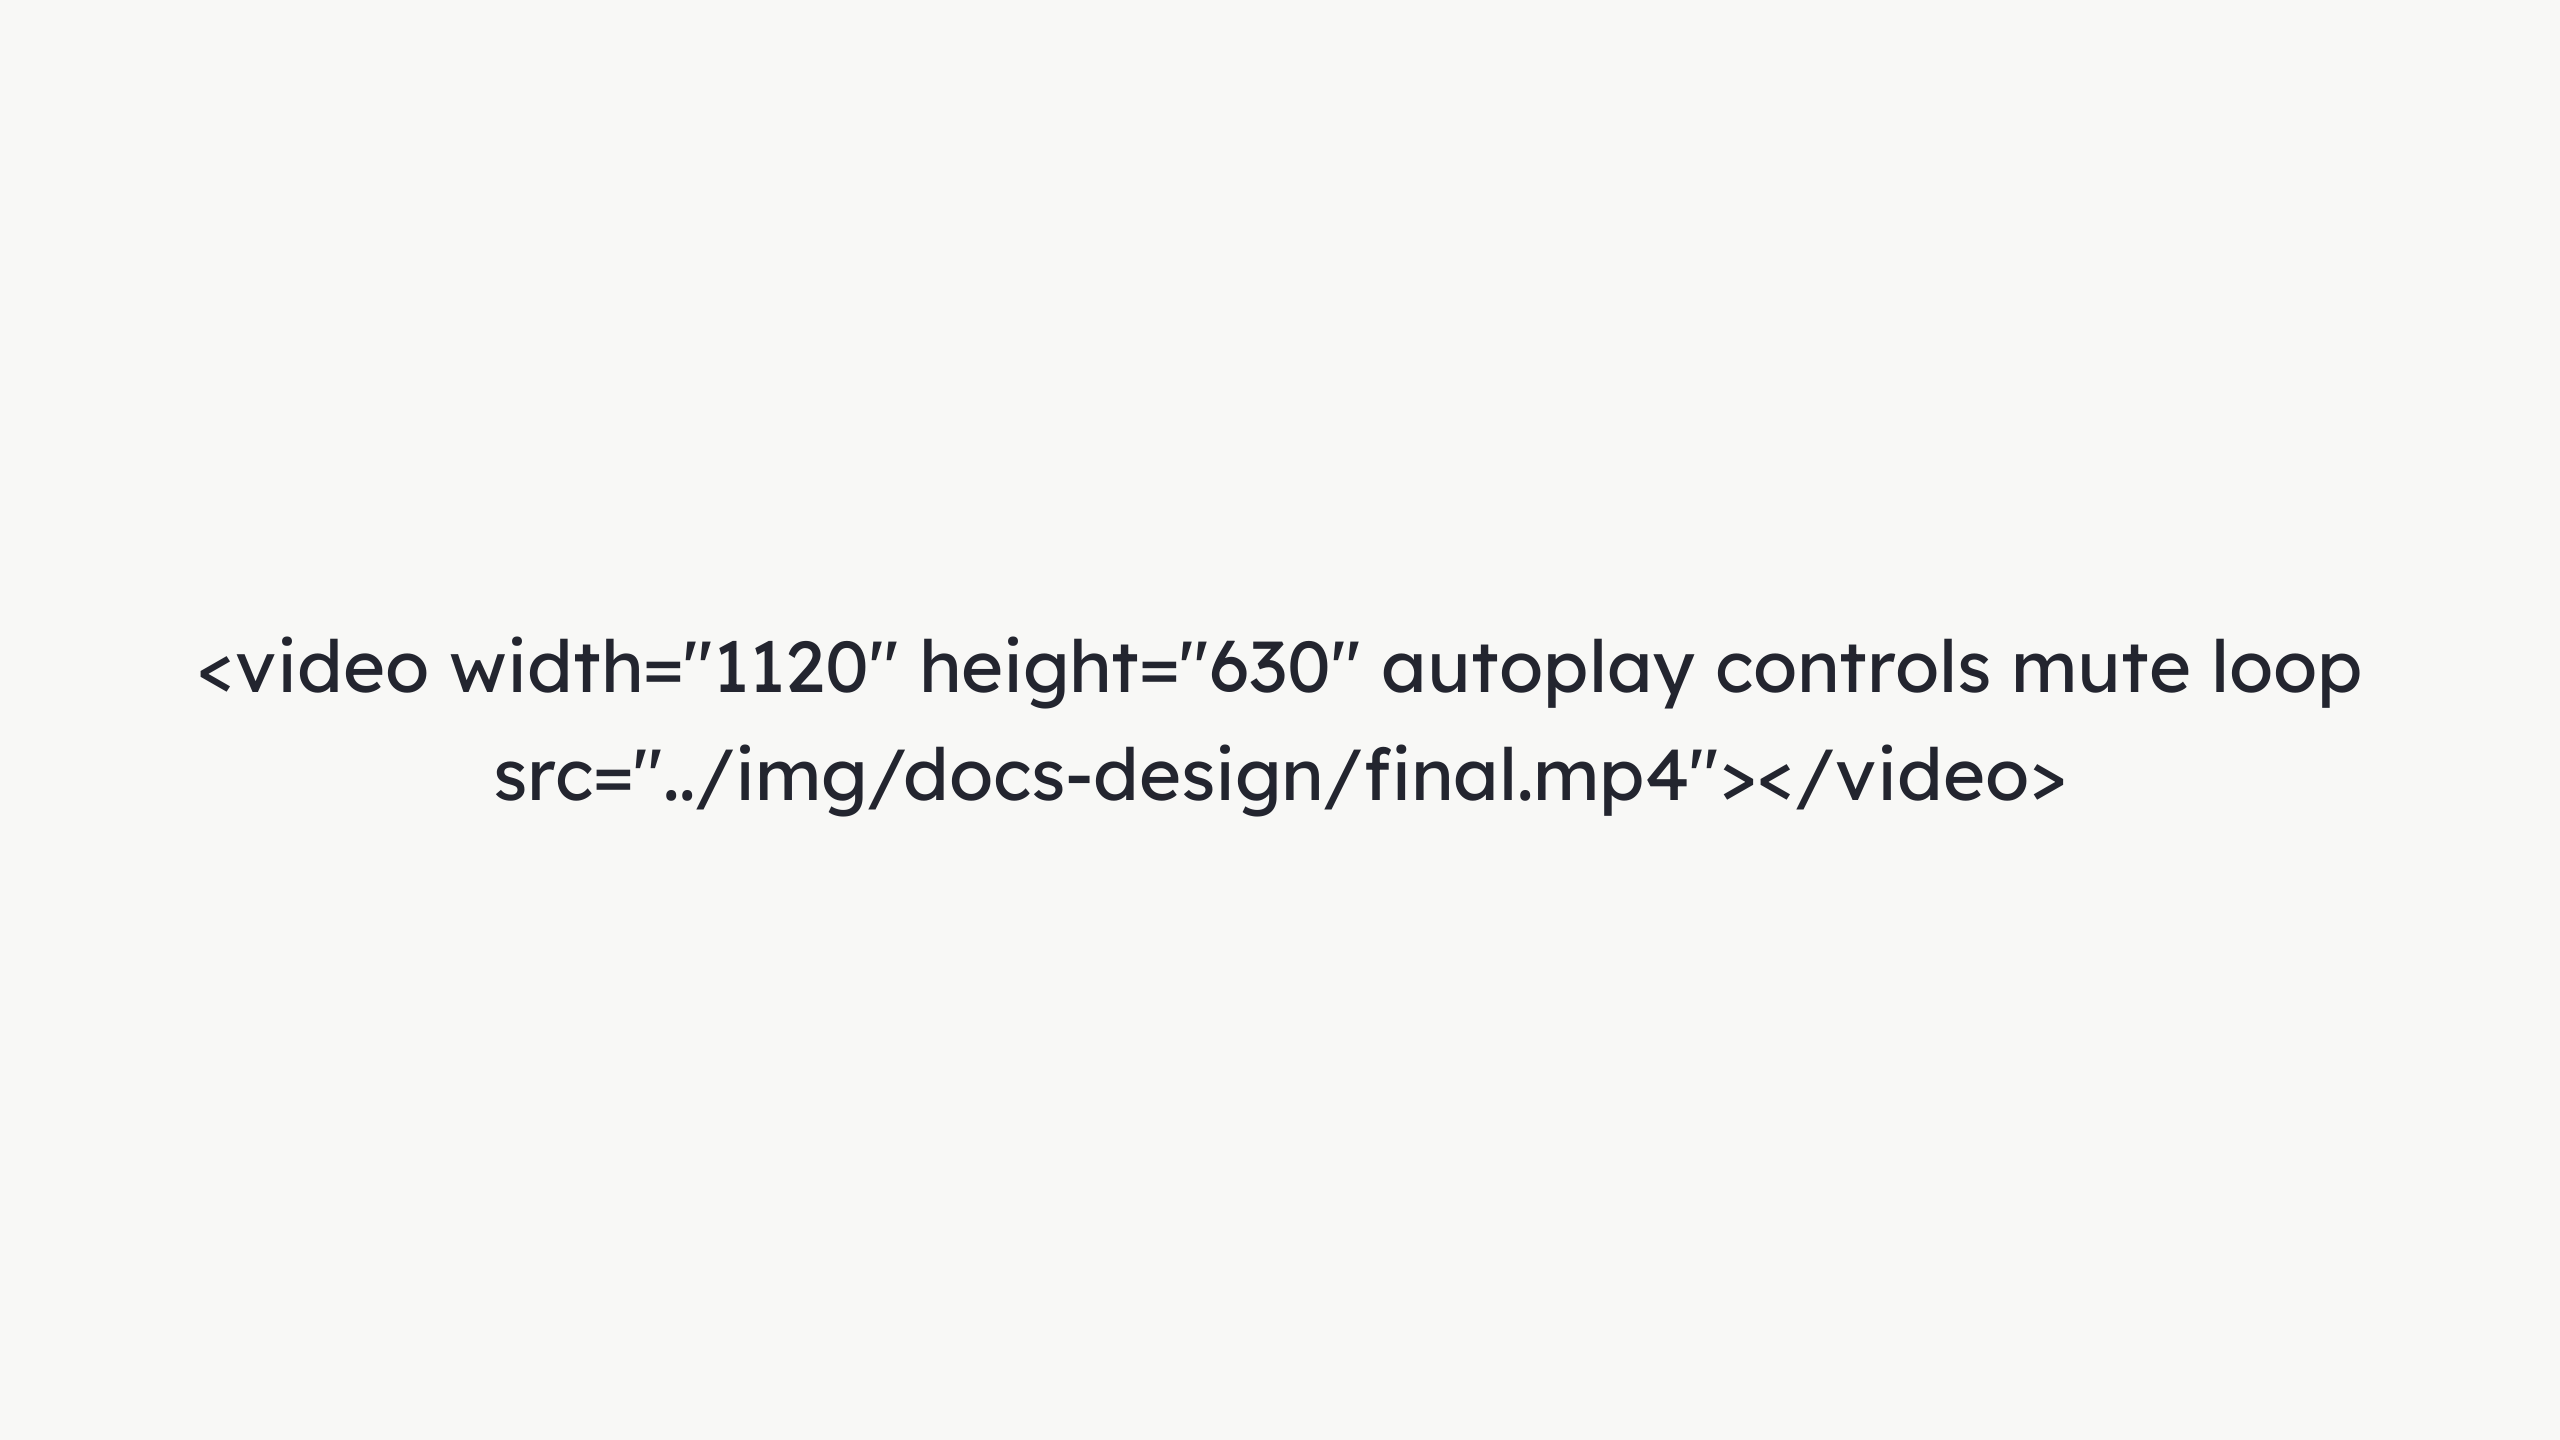 <video width="1120" height="630" autoplay controls mute loop
src="../img/docs-design/final.mp4"></video>